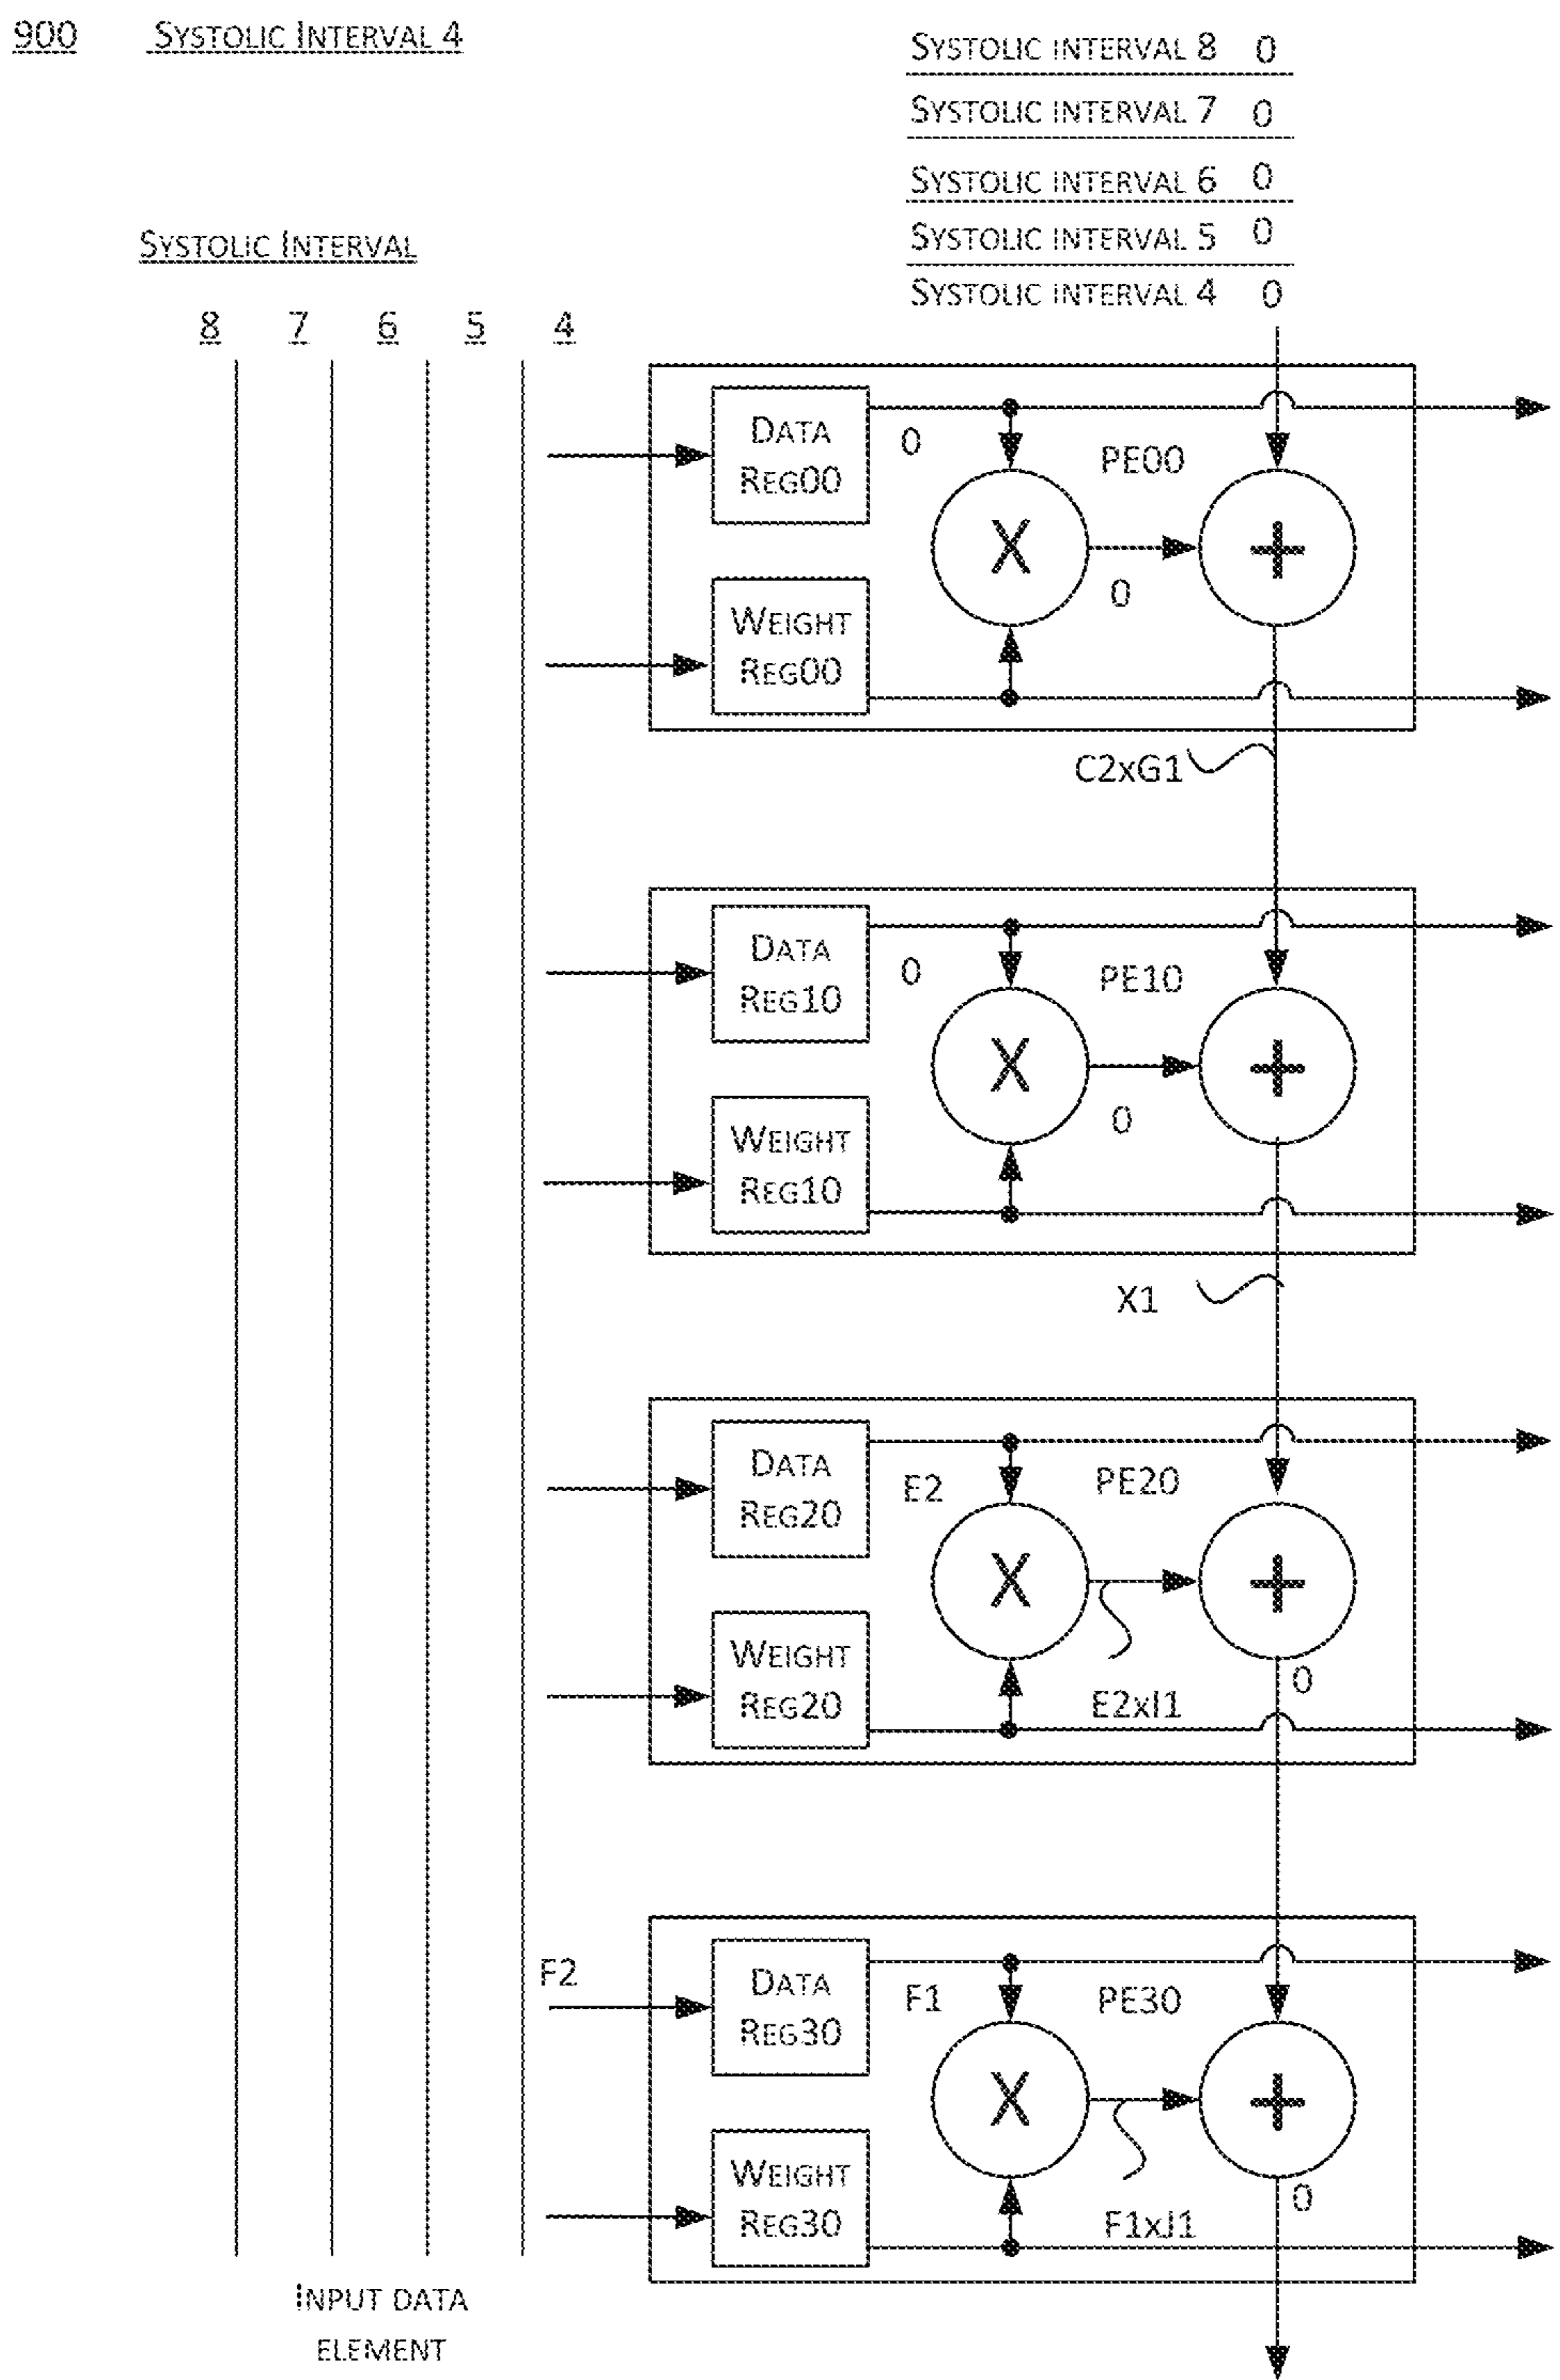 900 SYSTOLIC INTERVAL 4
SYSTOLIC INTERVAL 8 0
SYSTOLIC INTERVAL 7 0
SYSTOLIC INTERVAL 6 0
SYSTOLIC INTERVAL 5 0
SYSTOLIC INTERVAL 4 0
SYSTOLIC INTERVAL
8 7 6 5 4
DATA
REG00
0
PE00
X
+
0
WEIGHT
REG00
C2xG1
DATA
REG10
0
PE10
X
+
0
WEIGHT
REG10
X1
DATA
REG20
E2
PE20
X
+
WEIGHT
REG20
E2xI1
0
F2
DATA
REG30
F1
PE30
X
+
WEIGHT
REG30
F1xJ1
0
INPUT DATA
ELEMENT